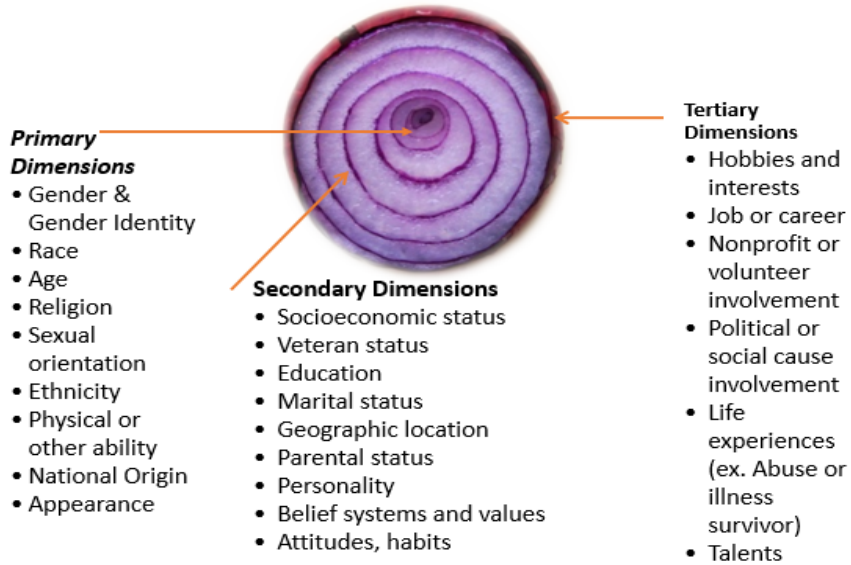 Primary
Dimensions
• Gender &
Gender Identity
• Race
• Age
• Religion
• Sexual
orientation
• Ethnicity
• Physical or
other ability
• National Origin
• Appearance
Secondary Dimensions
• Socioeconomic status
• Veteran status
• Education
• Marital status
• Geographic location
• Parental status
• Personality
• Belief systems and values
• Attitudes, habits
Tertiary
Dimensions
• Hobbies and
interests
• Job or career
• Nonprofit or
volunteer
involvement
• Political or
social cause
involvement
• Life
experiences
(ex. Abuse or
illness
survivor)
• Talents